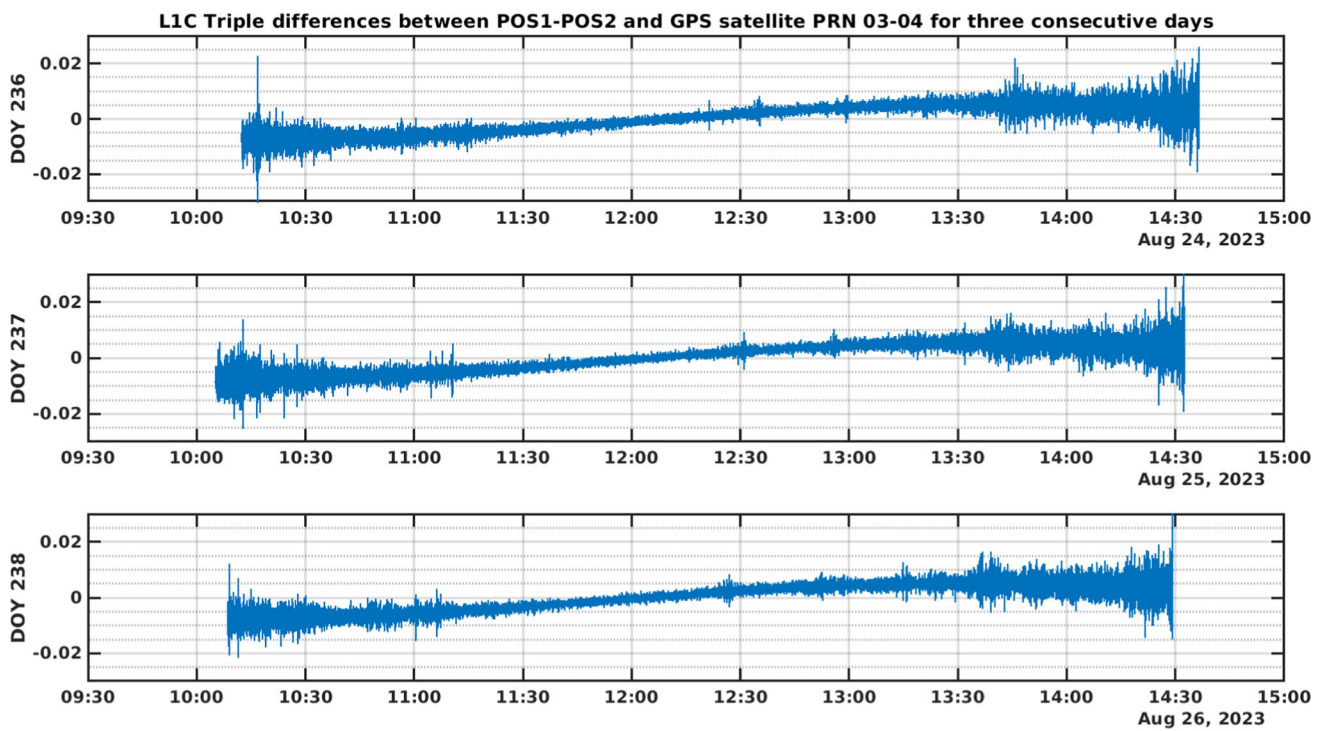 L1C Triple differences between POS1-POS2 and GPS satellite PRN 03-04 for three consecutive days
DOY 236
0.02
0
-0.02
09:30 10:00 10:30 11:00 11:30 12:00 12:30 13:00 13:30 14:00 14:30 15:00
Aug 24, 2023
DOY 237
0.02
0
-0.02
09:30 10:00 10:30 11:00 11:30 12:00 12:30 13:00 13:30 14:00 14:30 15:00
Aug 25, 2023
DOY 238
0.02
0
-0.02
09:30 10:00 10:30 11:00 11:30 12:00 12:30 13:00 13:30 14:00 14:30 15:00
Aug 26, 2023